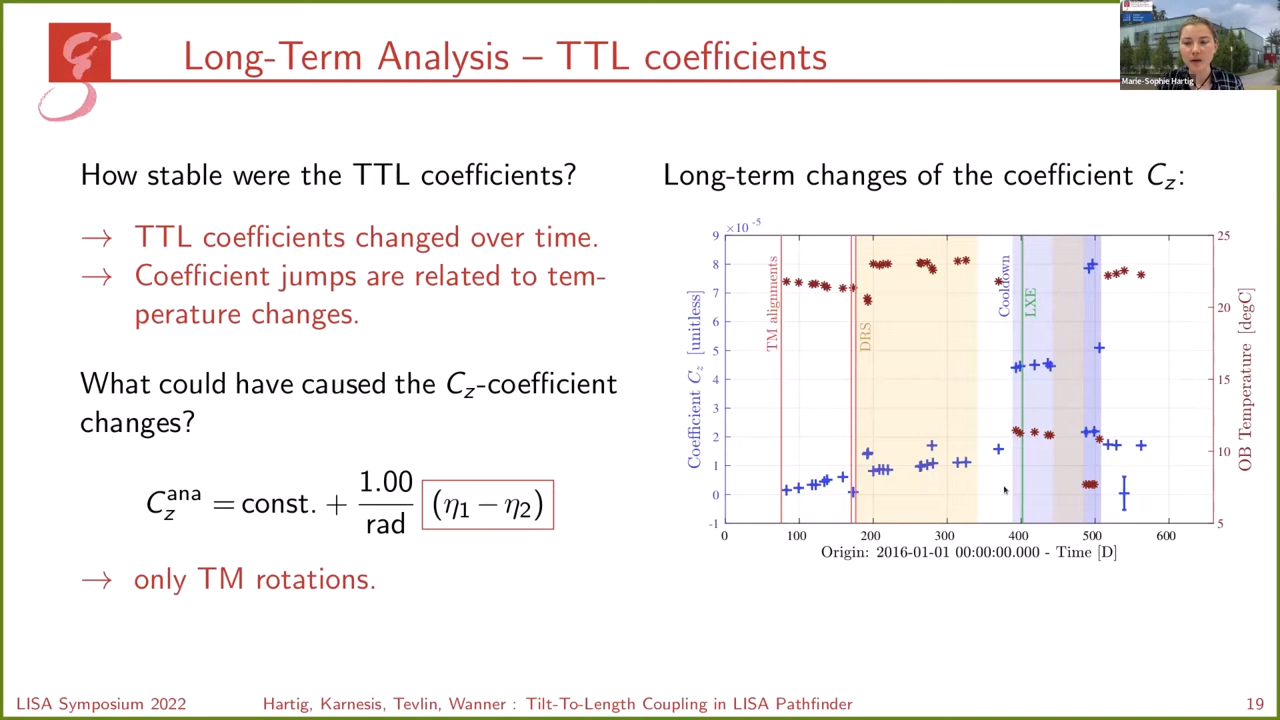 Long-Term Analysis – TTL coefficients
Marie-Sophie Hartig
How stable were the TTL coefficients?
→ TTL coefficients changed over time.
→ Coefficient jumps are related to tem-
perature changes.
What could have caused the C_z-coefficient
changes?
C_z^ana = const. + 1.00/rad (η₁ − η₂)
→ only TM rotations.
Long-term changes of the coefficient C_z:
×10⁻⁵
9
8
7
6
5
4
3
2
1
0
-1
Coefficient C_z [unitless]
TM alignments
DRS
Cooldown
LXE
25
20
15
10
5
OB Temperature [degC]
0 100 200 300 400 500 600
Origin: 2016-01-01 00:00:00.000 - Time [D]
LISA Symposium 2022 Hartig, Karnesis, Tevlin, Wanner : Tilt-To-Length Coupling in LISA Pathfinder 19